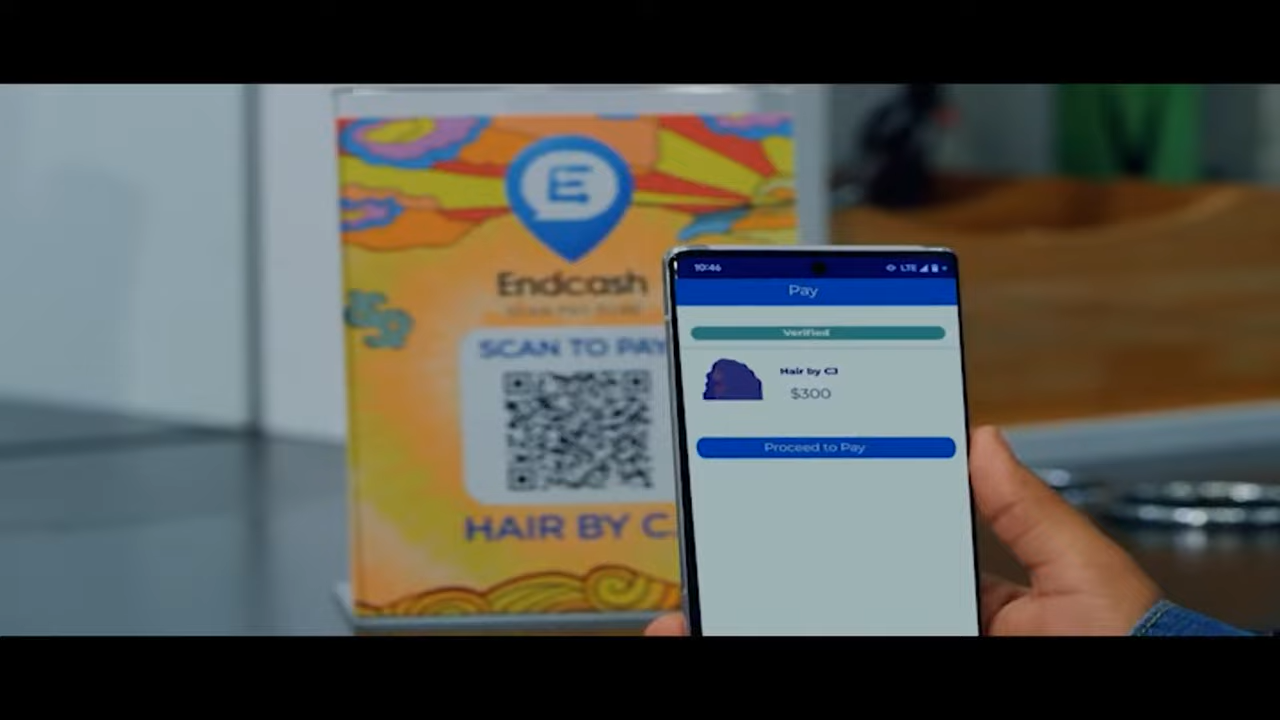 E
Endcash
SCAN TO PAY
HAIR BY C
10:46
LTE
Pay
Verified
Hair by CJ
$300
Proceed to Pay